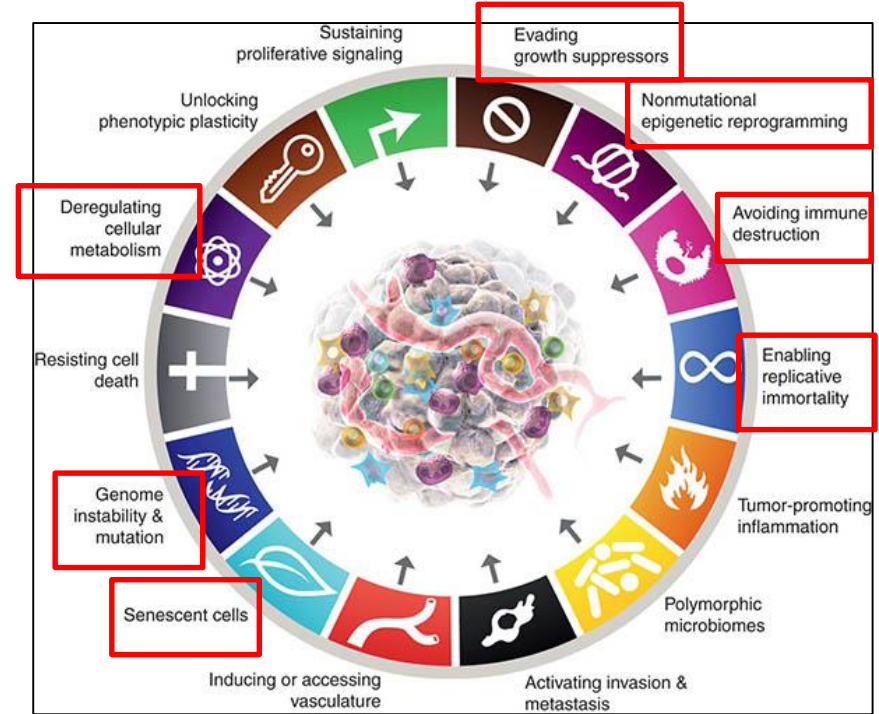 Sustaining
proliferative signaling
Evading
growth suppressors
Nonmutational
epigenetic reprogramming
Avoiding immune
destruction
Enabling
replicative
immortality
Tumor-promoting
inflammation
Polymorphic
microbiomes
Activating invasion &
metastasis
Inducing or accessing
vasculature
Senescent cells
Genome
instability &
mutation
Resisting cell
death
Deregulating
cellular
metabolism
Unlocking
phenotypic plasticity